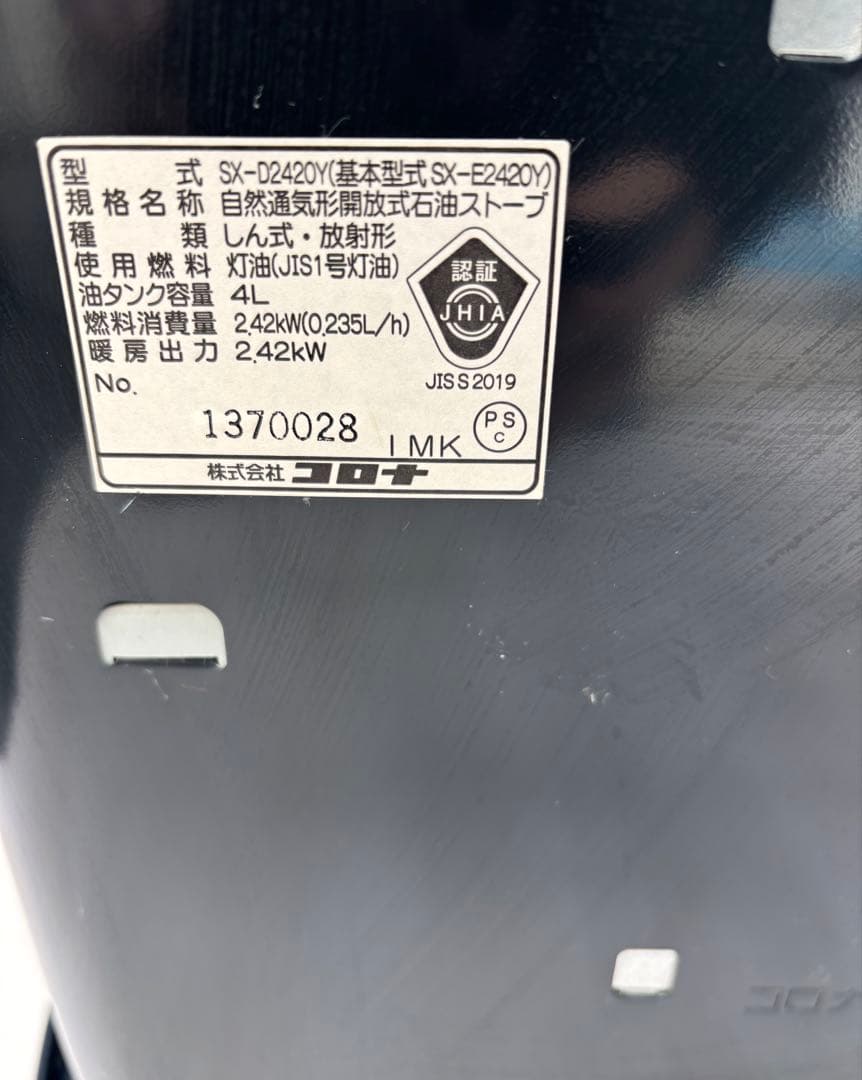 型式 SX-D2420Y(基本型式 SX-E2420Y)
規格名称 自然通気形開放式石油ストーブ
種類 しん式・放射形
使用燃料 灯油(JIS1号灯油)
油タンク容量 4L
燃料消費量 2.42kW(0.235L/h)
暖房出力 2.42kW
認証
JHIA
JIS S 2019
No.
1370028
IMK
PS
C
株式会社 コロナ
コロナ